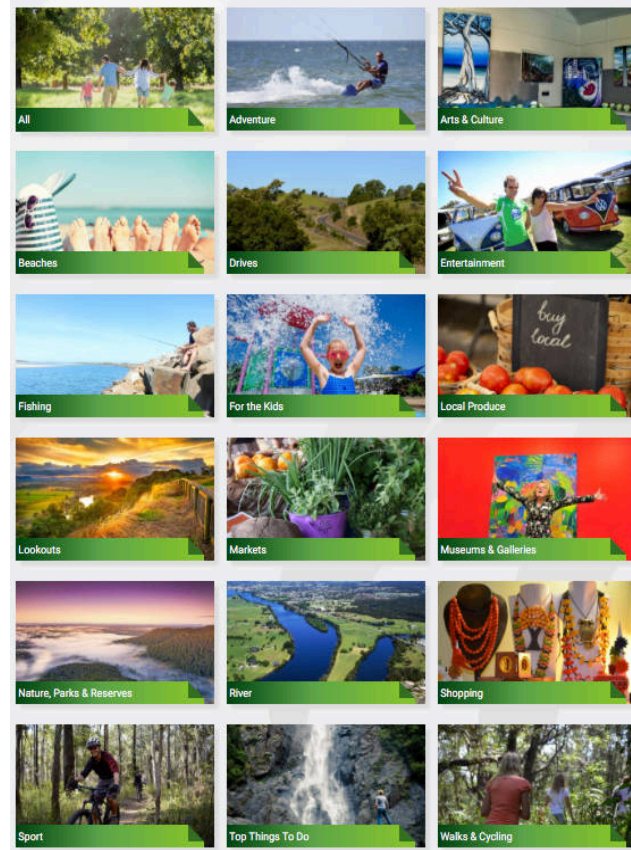 All
Adventure
Arts & Culture
Beaches
Drives
Entertainment
Fishing
For the Kids
buy
local
Local Produce
Lookouts
Markets
Museums & Galleries
Nature, Parks & Reserves
River
Shopping
Sport
Top Things To Do
Walks & Cycling